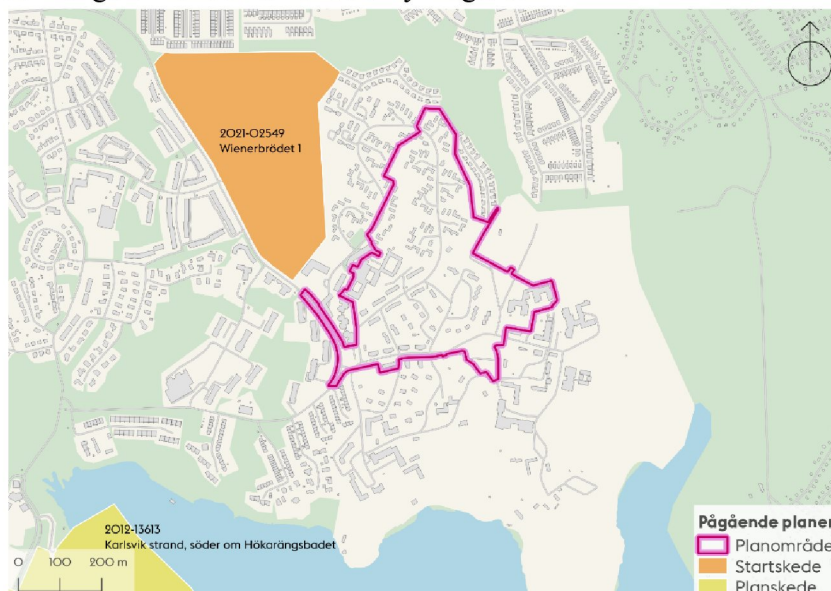 2021-02549
Wienerbrödet 1
2012-13613
Karlsvik strand, söder om Hökarängsbadet
0 100 200 m
Pågående planer
Planområde
Startskede
Planskede